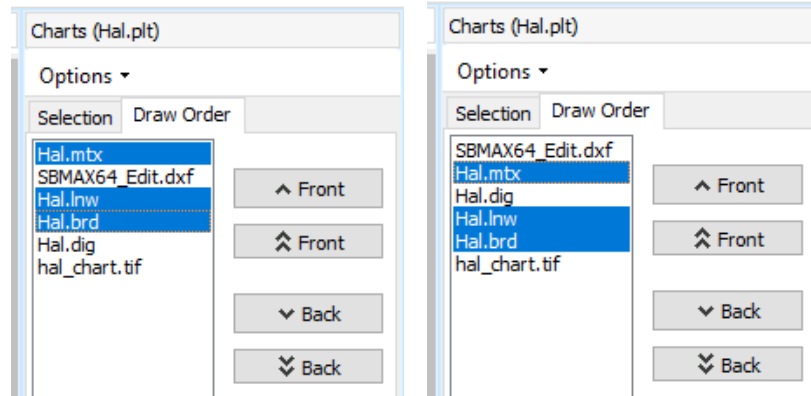 Charts (Hal.plt)
Options
Selection Draw Order
Hal.mtx
SBMAX64_Edit.dxf
Hal.lnw
Hal.brd
Hal.dig
hal_chart.tif
Front
Front
Back
Back
Charts (Hal.plt)
Options
Selection Draw Order
SBMAX64_Edit.dxf
Hal.mtx
Hal.dig
Hal.lnw
Hal.brd
hal_chart.tif
Front
Front
Back
Back